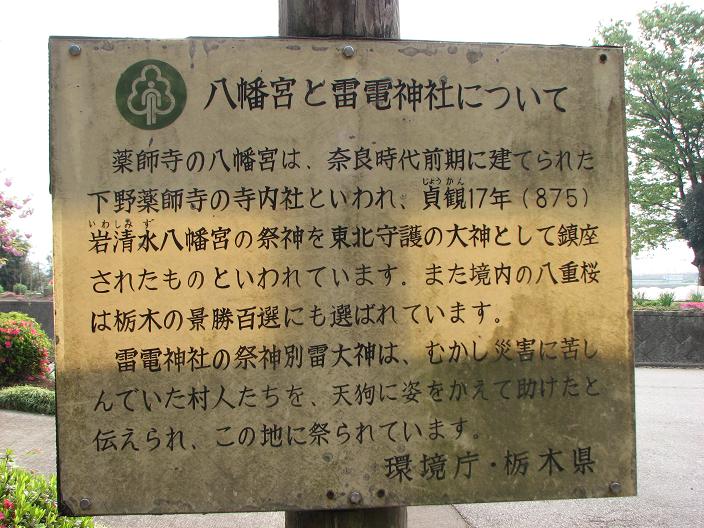 八幡宮と雷電神社について
薬師寺の八幡宮は、奈良時代前期に建てられた
下野薬師寺の寺内社といわれ、貞観17年(875)
じょうかん
岩清水八幡宮の祭神を東北守護の大神として鎮座
いわしみず
されたものといわれています。また境内の八重桜
は栃木の景勝百選にも選ばれています。
雷電神社の祭神別雷大神は、むかし災害に苦し
んでいた村人たちを、天狗に姿をかえて助けたと
伝えられ、この地に祭られています。
環境庁・栃木県